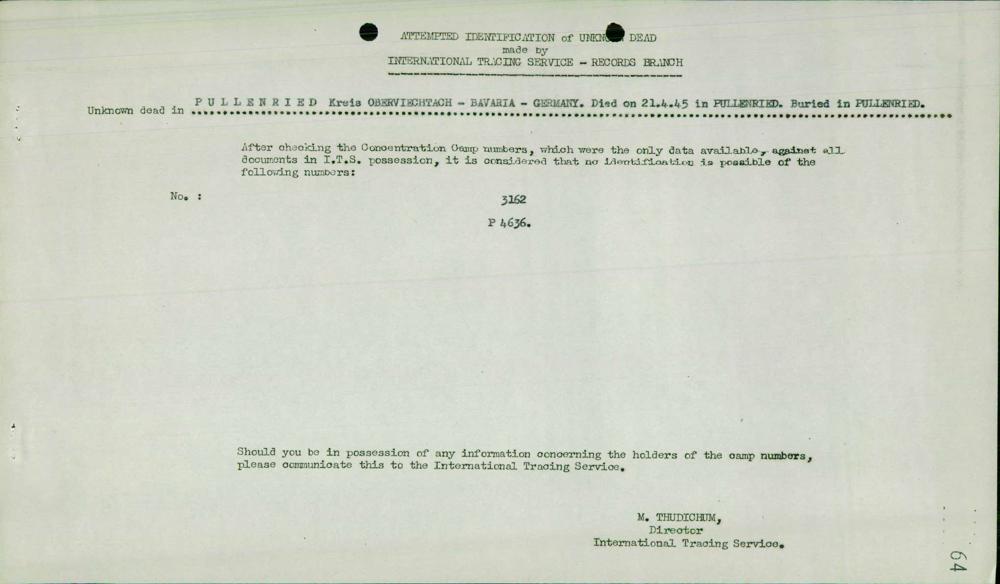 ATTEMPTED IDENTIFICATION of UNKNOWN DEAD
made by
INTERNATIONAL TRACING SERVICE - RECORDS BRANCH
Unknown dead in PULLENRIED Kreis OBERVIECHTACH - BAVARIA - GERMANY. Died on 21.4.45 in PULLENRIED. Buried in PULLENRIED.
After checking the Concentration Camp numbers, which were the only data available, against all
documents in I.T.S. possession, it is considered that no identification is possible of the
following numbers:
No. : 3162
P 4636.
Should you be in possession of any information concerning the holders of the camp numbers,
please communicate this to the International Tracing Service.
M. THUDICHUM,
Director
International Tracing Service.
64